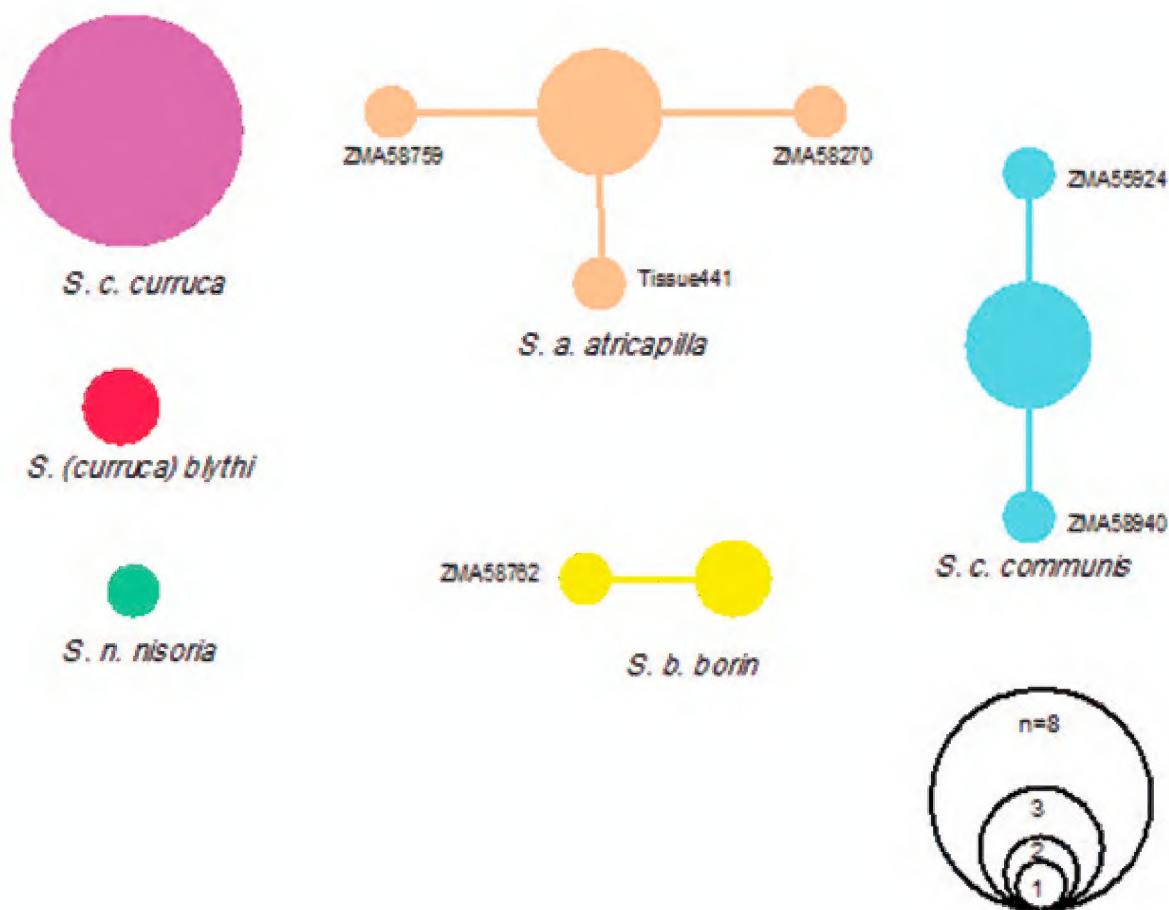 ZMA58759
ZMA58270
ZMA55924
S. c. curruca
Tissue441
S. a. atricapilla
S. (curruca) blythi
ZMA58940
ZMA58762
S. c. communis
S. n. nisoria
S. b. borin
n=8
3
2
1